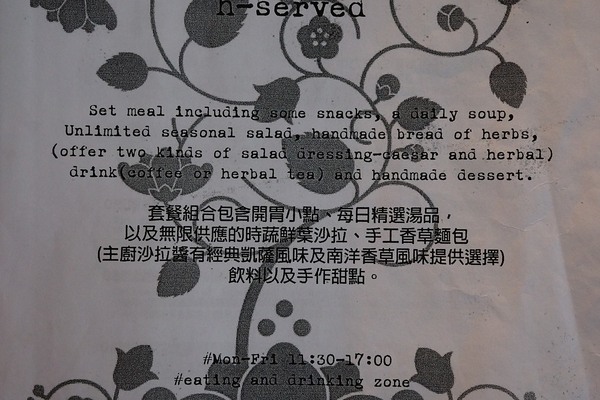 h-served
Set meal including some snacks, a daily soup,
Unlimited seasonal salad, handmade bread of herbs,
(offer two kinds of salad dressing-caesar and herbal)
drink(coffee or herbal tea) and handmade dessert.
套餐組合包含開胃小點、每日精選湯品，
以及無限供應的時蔬鮮葉沙拉、手工香草麵包
(主廚沙拉醬有經典凱薩風味及南洋香草風味提供選擇)
飲料以及手作甜點。
#Mon-Fri 11:30-17:00
#eating and drinking zone